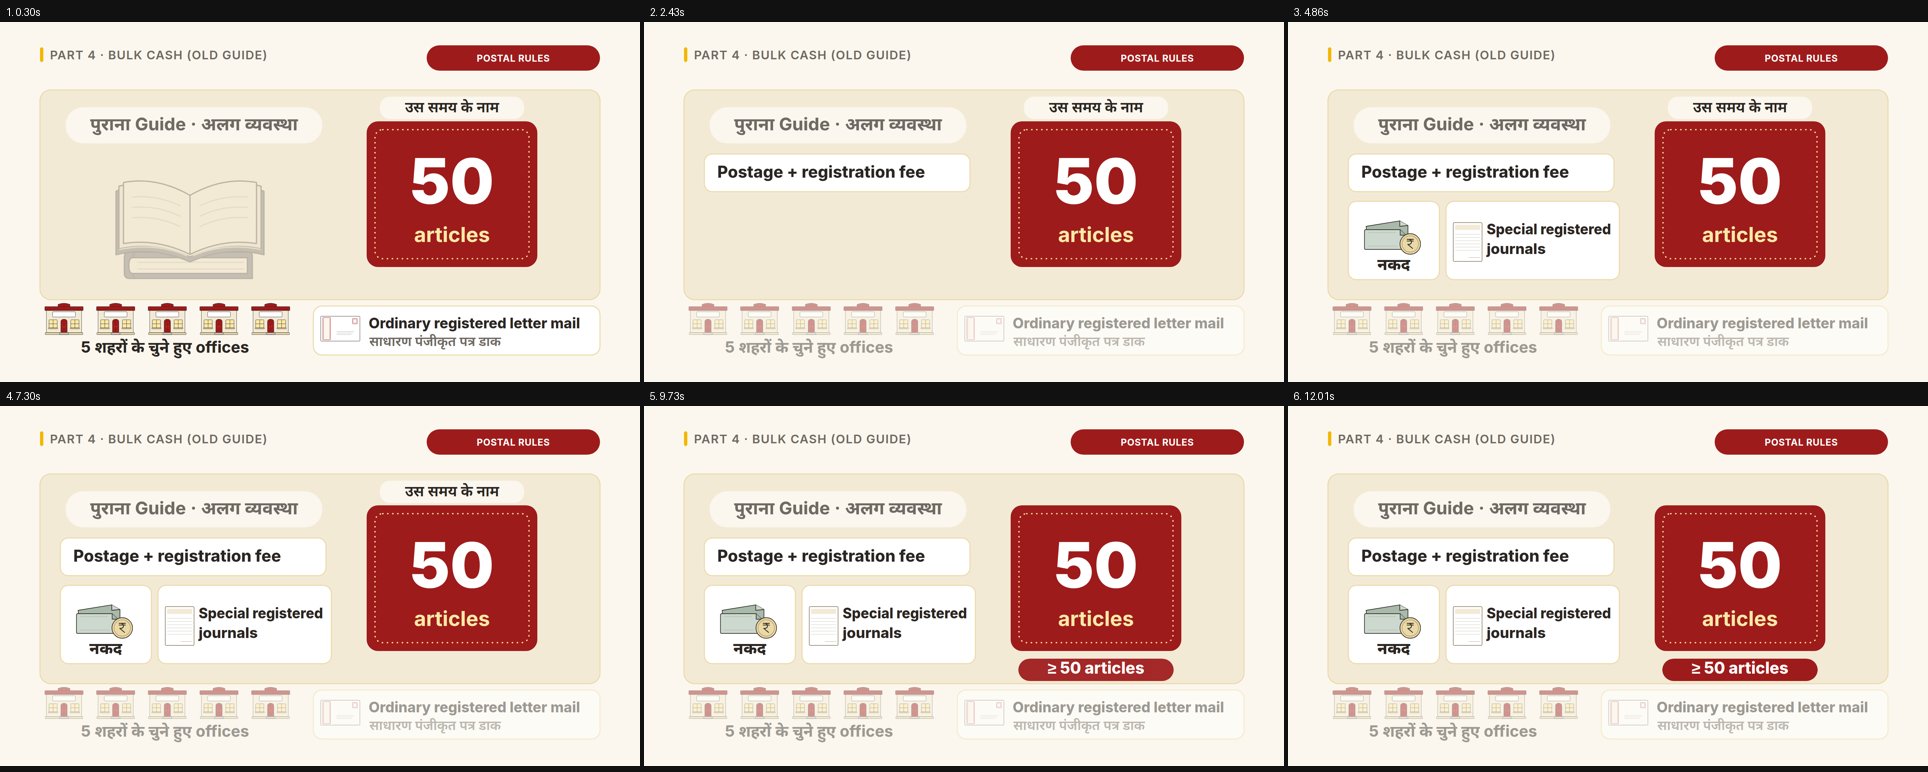 1. 0.30s
PART 4 · BULK CASH (OLD GUIDE)
POSTAL RULES
पुराना Guide · अलग व्यवस्था
उस समय के नाम
50
articles
5 शहरों के चुने हुए offices
Ordinary registered letter mail
साधारण पंजीकृत पत्र डाक
2. 2.43s
PART 4 · BULK CASH (OLD GUIDE)
POSTAL RULES
पुराना Guide · अलग व्यवस्था
उस समय के नाम
Postage + registration fee
50
articles
5 शहरों के चुने हुए offices
Ordinary registered letter mail
साधारण पंजीकृत पत्र डाक
3. 4.86s
PART 4 · BULK CASH (OLD GUIDE)
POSTAL RULES
पुराना Guide · अलग व्यवस्था
उस समय के नाम
Postage + registration fee
₹
नकद
Special registered
journals
50
articles
5 शहरों के चुने हुए offices
Ordinary registered letter mail
साधारण पंजीकृत पत्र डाक
4. 7.30s
PART 4 · BULK CASH (OLD GUIDE)
POSTAL RULES
पुराना Guide · अलग व्यवस्था
उस समय के नाम
Postage + registration fee
₹
नकद
Special registered
journals
50
articles
5 शहरों के चुने हुए offices
Ordinary registered letter mail
साधारण पंजीकृत पत्र डाक
5. 9.73s
PART 4 · BULK CASH (OLD GUIDE)
POSTAL RULES
पुराना Guide · अलग व्यवस्था
Postage + registration fee
₹
नकद
Special registered
journals
50
articles
≥ 50 articles
5 शहरों के चुने हुए offices
Ordinary registered letter mail
साधारण पंजीकृत पत्र डाक
6. 12.01s
PART 4 · BULK CASH (OLD GUIDE)
POSTAL RULES
पुराना Guide · अलग व्यवस्था
Postage + registration fee
₹
नकद
Special registered
journals
50
articles
≥ 50 articles
5 शहरों के चुने हुए offices
Ordinary registered letter mail
साधारण पंजीकृत पत्र डाक